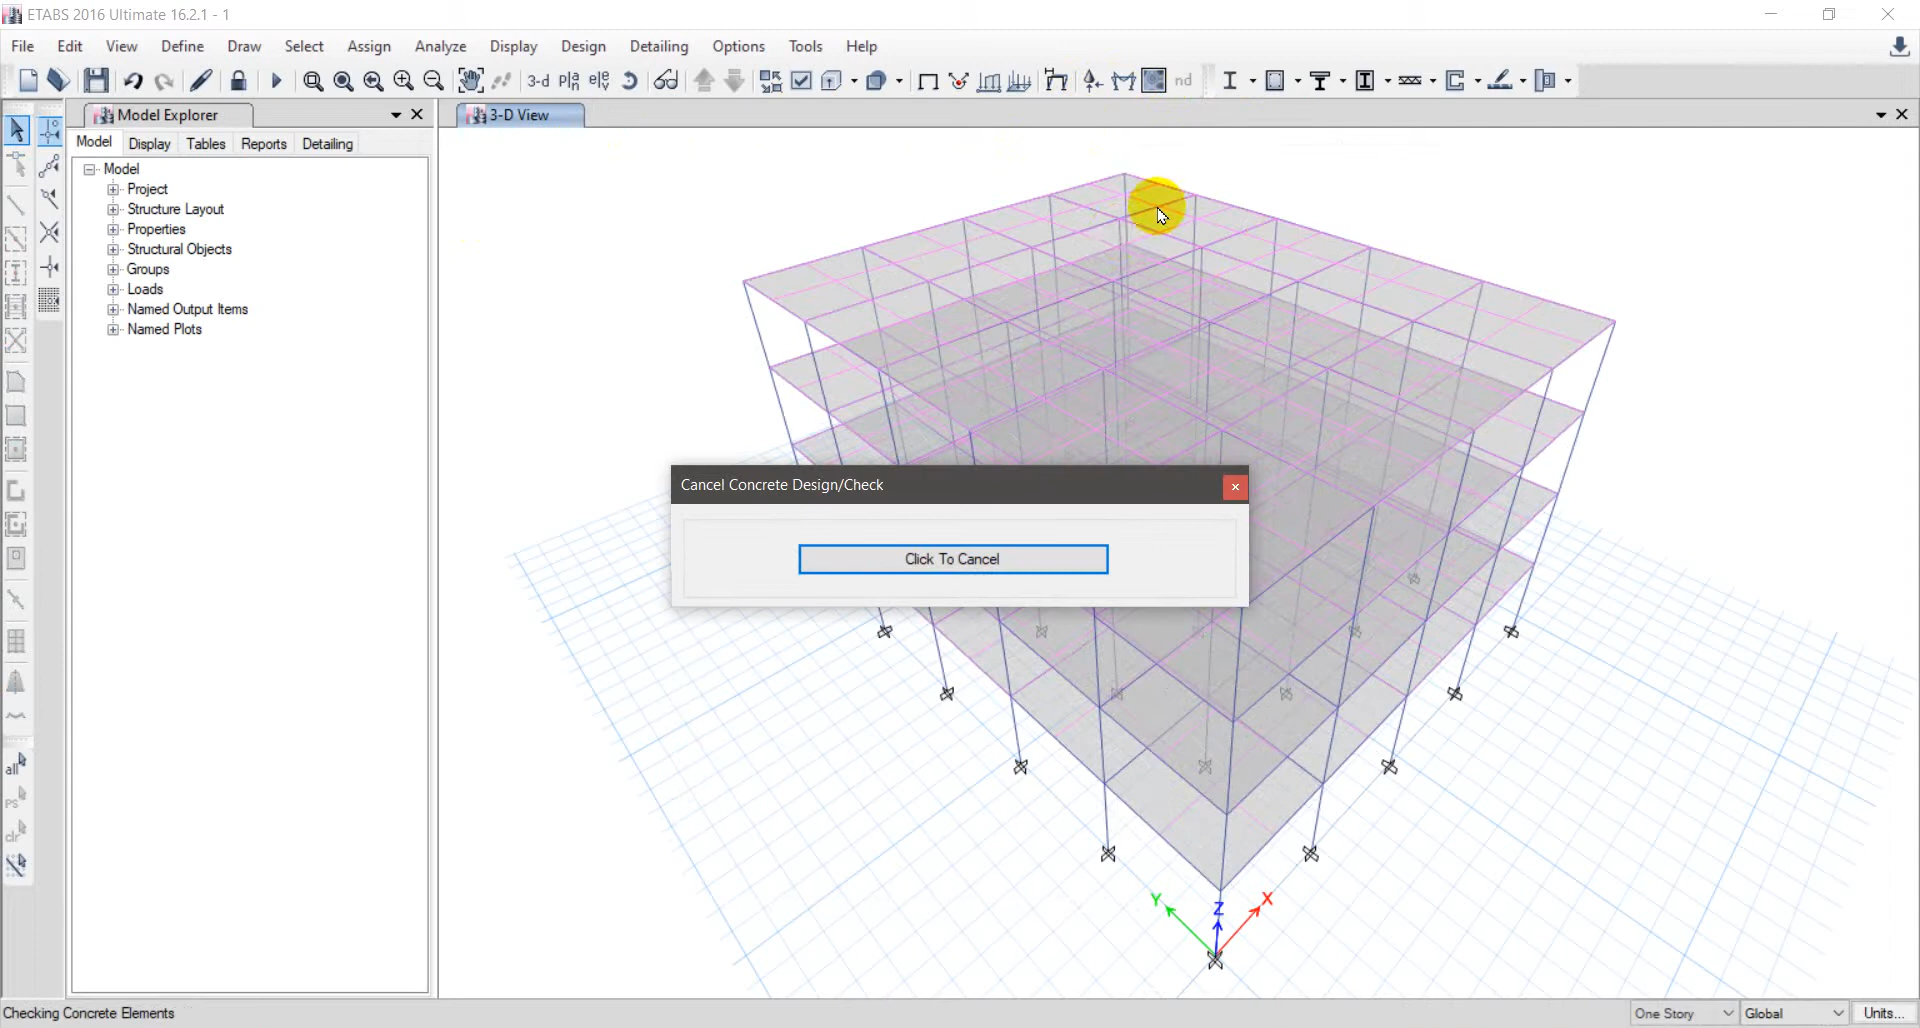 ETABS 2016 Ultimate 16.2.1 - 1
File Edit View Define Draw Select Assign Analyze Display Design Detailing Options Tools Help
3-d nd
Model Explorer
3-D View
Model Display Tables Reports Detailing
Model
Project
Structure Layout
Properties
Structural Objects
Groups
Loads
Named Output Items
Named Plots
Cancel Concrete Design/Check
Click To Cancel
all
ps
clr
Y Z X
Checking Concrete Elements
One Story Global Units...